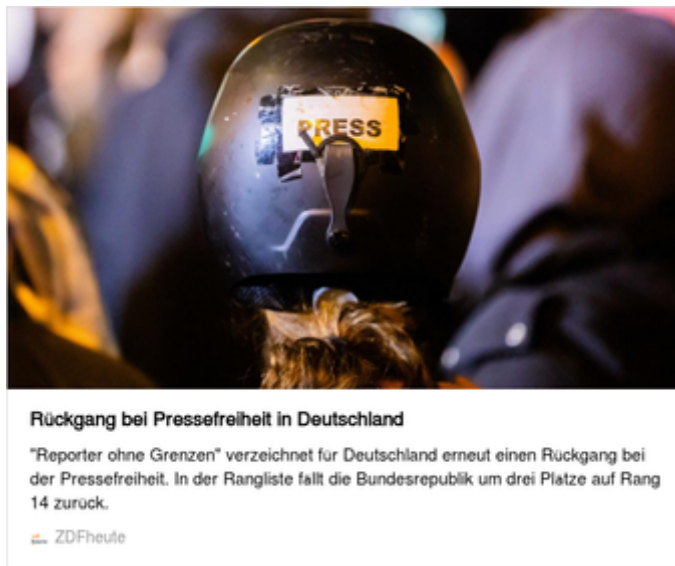 PRESS
Rückgang bei Pressefreiheit in Deutschland
"Reporter ohne Grenzen" verzeichnet für Deutschland erneut einen Rückgang bei
der Pressefreiheit. In der Rangliste fällt die Bundesrepublik um drei Plätze auf Rang
14 zurück.
ZDFheute